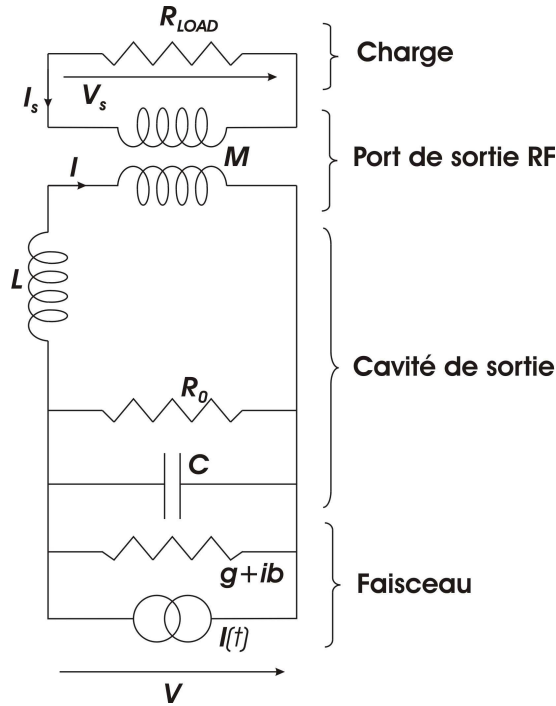 R_LOAD
Charge
V_s
I_s
M
Port de sortie RF
I
L
Cavité de sortie
R_0
C
g+ib
Faisceau
I(t)
V